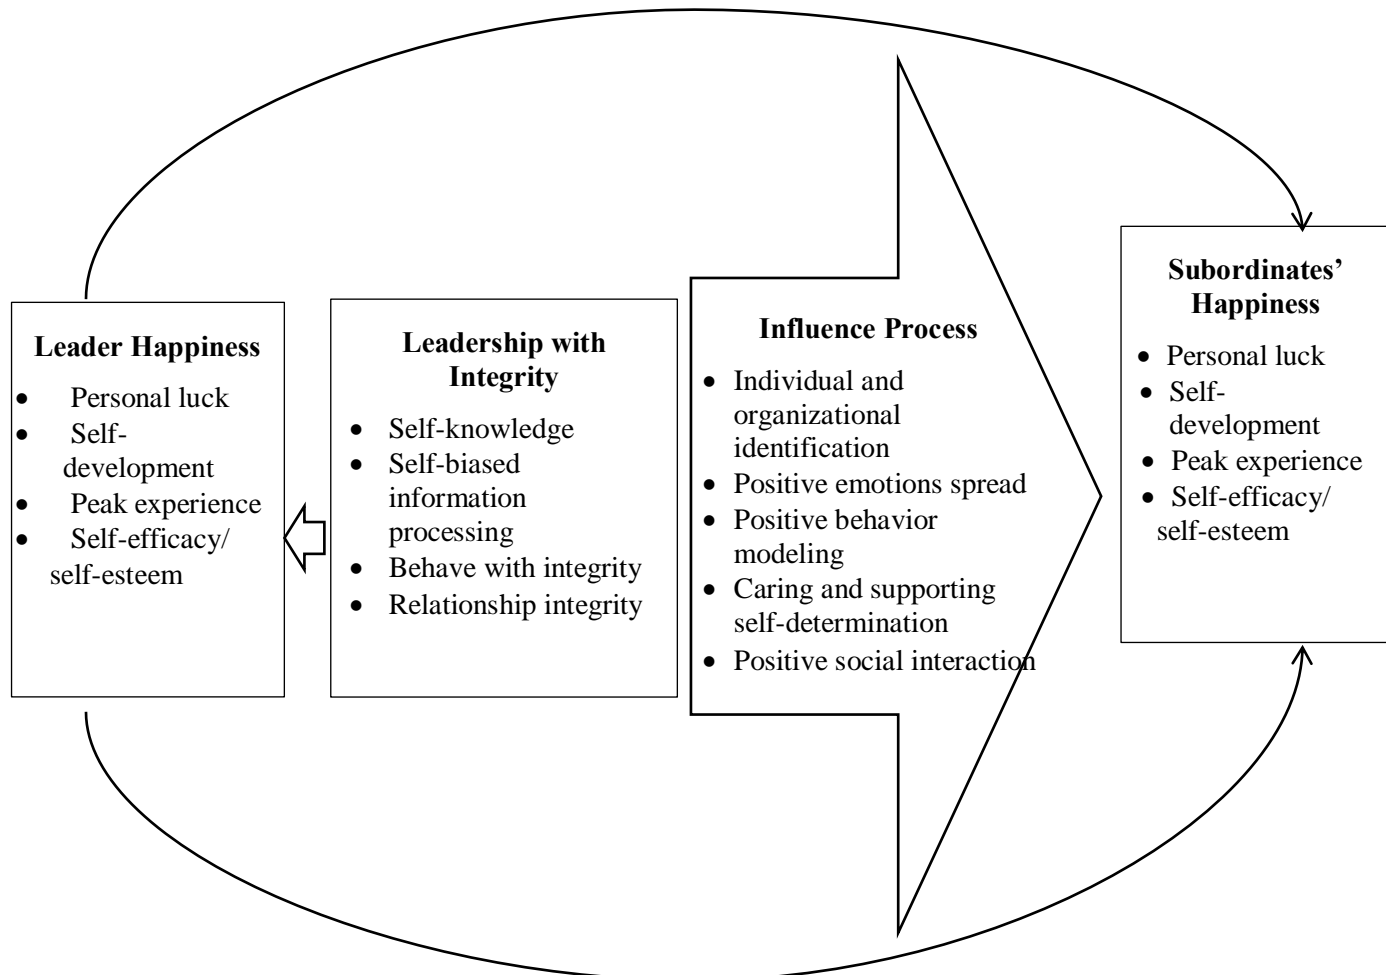 Leader Happiness
• Personal luck
• Self-
development
• Peak experience
• Self-efficacy/
self-esteem
Leadership with
Integrity
• Self-knowledge
• Self-biased
information
processing
• Behave with integrity
• Relationship integrity
Influence Process
• Individual and
organizational
identification
• Positive emotions spread
• Positive behavior
modeling
• Caring and supporting
self-determination
• Positive social interaction
Subordinates’
Happiness
• Personal luck
• Self-
development
• Peak experience
• Self-efficacy/
self-esteem